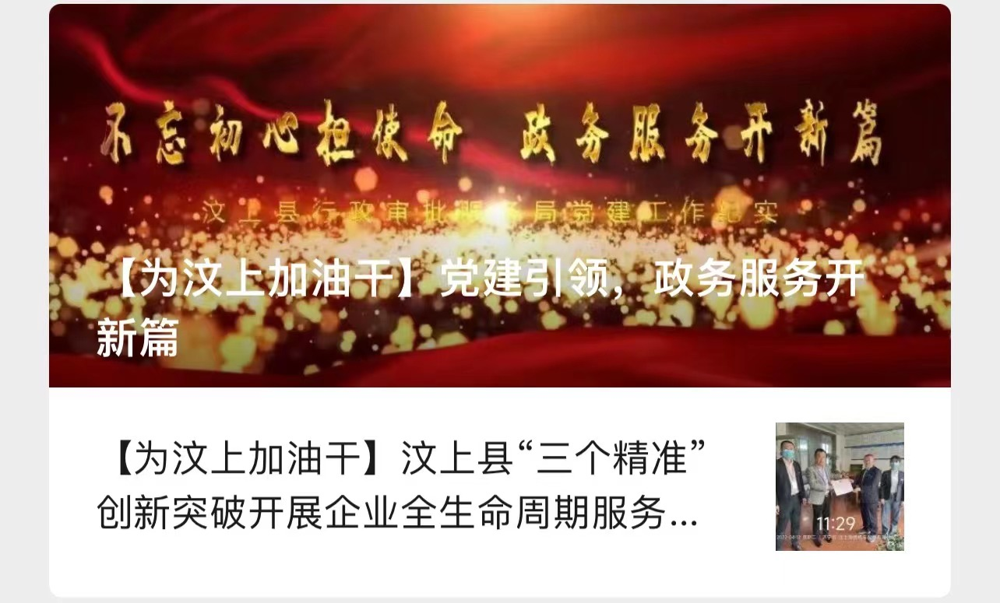 不忘初心担使命 政务服务开新篇
汶上县行政审批服务局党建工作纪实
【为汶上加油干】党建引领，政务服务开
新篇
【为汶上加油干】汶上县“三个精准”
创新突破开展企业全生命周期服务...
11:29